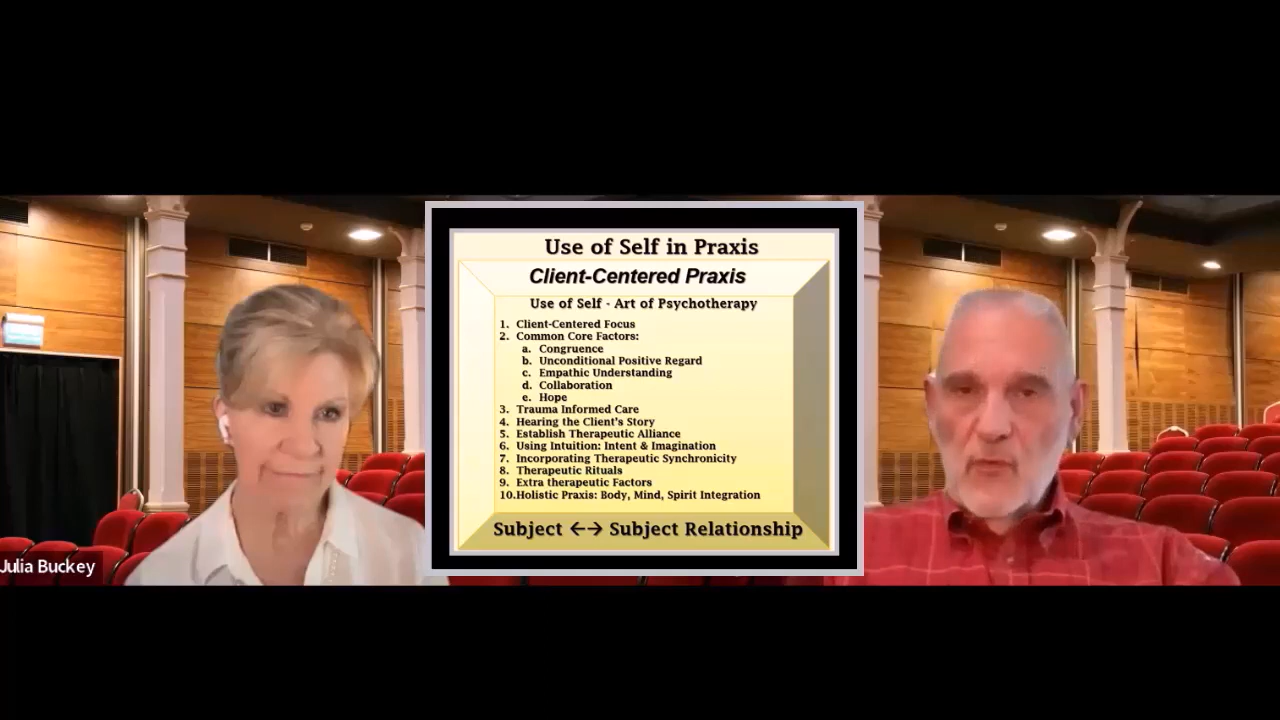 Use of Self in Praxis
Client-Centered Praxis
Use of Self - Art of Psychotherapy
1. Client-Centered Focus
2. Common Core Factors:
a. Congruence
b. Unconditional Positive Regard
c. Empathic Understanding
d. Collaboration
e. Hope
3. Trauma Informed Care
4. Hearing the Client's Story
5. Establish Therapeutic Alliance
6. Using Intuition: Intent & Imagination
7. Incorporating Therapeutic Synchronicity
8. Therapeutic Rituals
9. Extra therapeutic Factors
10.Holistic Praxis: Body, Mind, Spirit Integration
Subject ←→ Subject Relationship
Julia Buckey